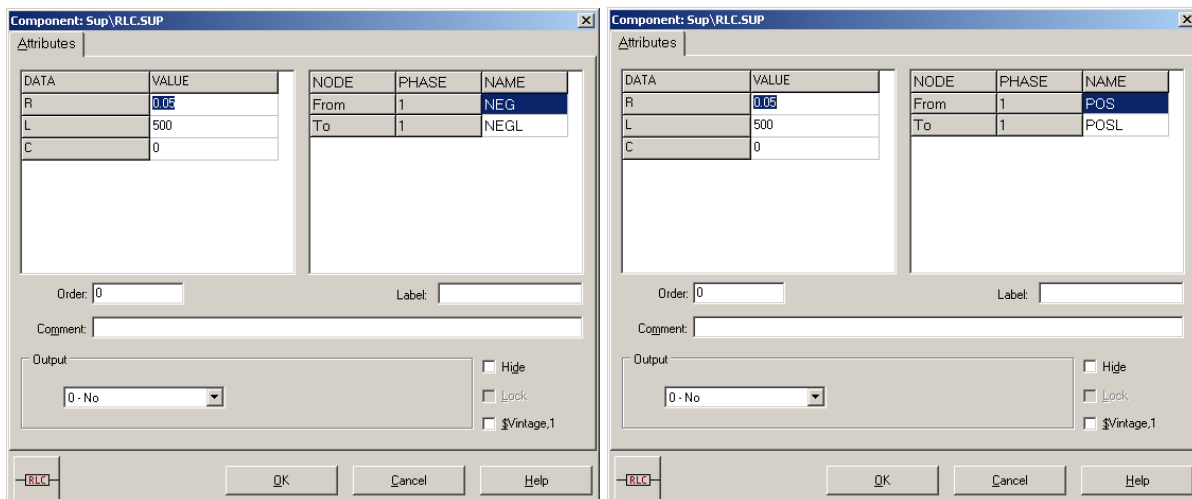 Component: Sup\RLC.SUP
Attributes
DATA VALUE
R 0.05
L 500
C 0
NODE PHASE NAME
From 1 NEG
To 1 NEGL
Order: 0
Label:
Comment:
Output
0 - No
Hide
Lock
$Vintage,1
RLC
OK
Cancel
Help
Component: Sup\RLC.SUP
Attributes
DATA VALUE
R 0.05
L 500
C 0
NODE PHASE NAME
From 1 POS
To 1 POSL
Order: 0
Label:
Comment:
Output
0 - No
Hide
Lock
$Vintage,1
RLC
OK
Cancel
Help